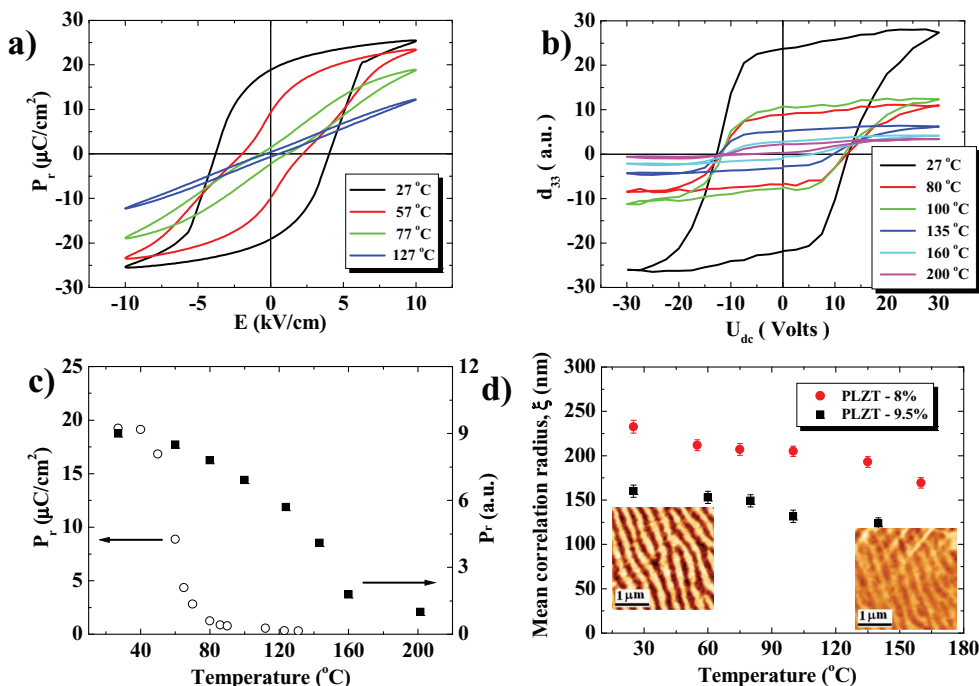 a)
30
20
10
0
-10
-20
-30
P_r (μC/cm²)
-10
-5
0
5
10
E (kV/cm)
27 °C
57 °C
77 °C
127 °C
b)
30
20
10
0
-10
-20
-30
d_33 ( a.u. )
-30
-20
-10
0
10
20
30
U_dc ( Volts )
27 °C
80 °C
100 °C
135 °C
160 °C
200 °C
c)
25
20
15
10
5
0
P_r (μC/cm²)
40
80
120
160
200
Temperature (°C)
12
9
6
3
0
P_r (a.u.)
d)
300
250
200
150
100
50
0
Mean correlation radius, ξ (nm)
PLZT - 8%
PLZT - 9.5%
1 μm
1 μm
30
60
90
120
150
180
Temperature (°C)